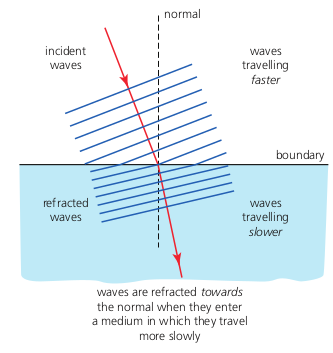 normal
incident
waves
waves
travelling
faster
boundary
refracted
waves
waves
travelling
slower
waves are refracted towards
the normal when they enter
a medium in which they travel
more slowly